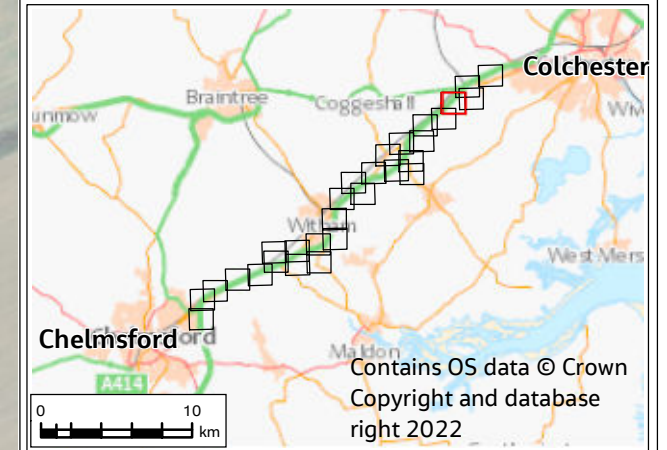 Colchester
Braintree
Coggeshall
unmow
Wiv
Witham
West Mers
Chelmsford
Maldon
A414
Contains OS data © Crown
Copyright and database
right 2022
0 10
km